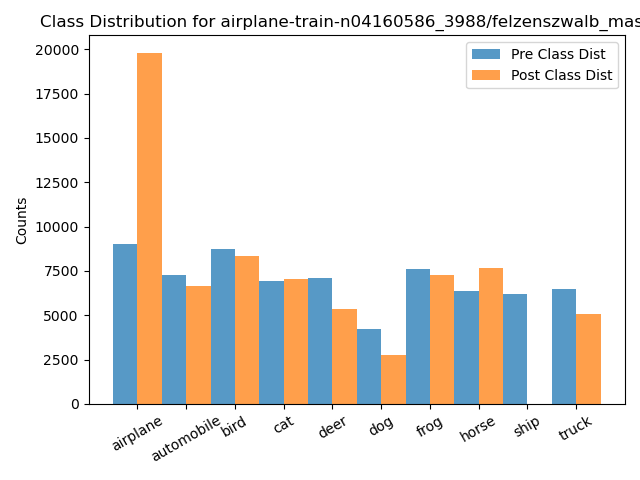 Class Distribution for airplane-train-n04160586_3988/felzenszwalb_mas
Pre Class Dist
Post Class Dist
Counts
20000
17500
15000
12500
10000
7500
5000
2500
0
airplane
automobile
bird
cat
deer
dog
frog
horse
ship
truck